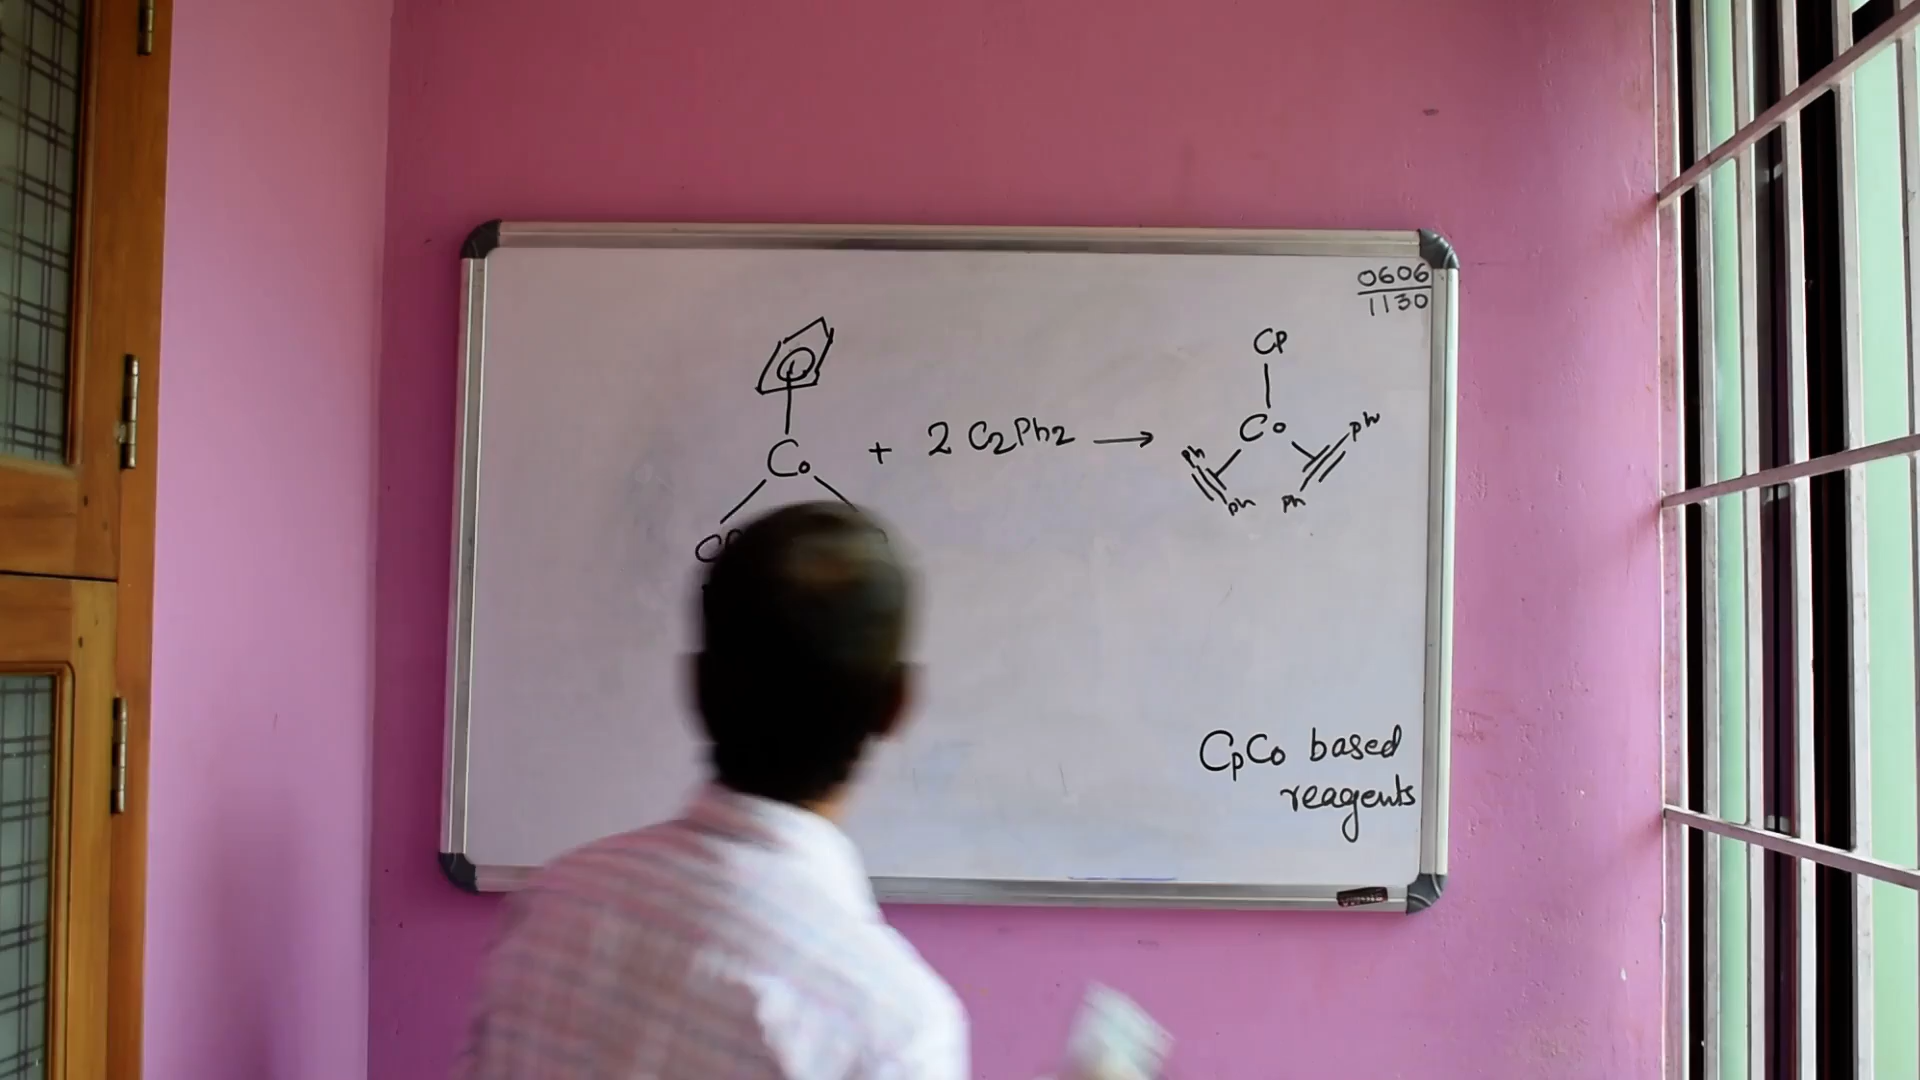 0606
1130
Co
+ 2 C2Ph2 →
Cp
Co
Ph
Ph
Ph
Ph
CpCo based
reagents